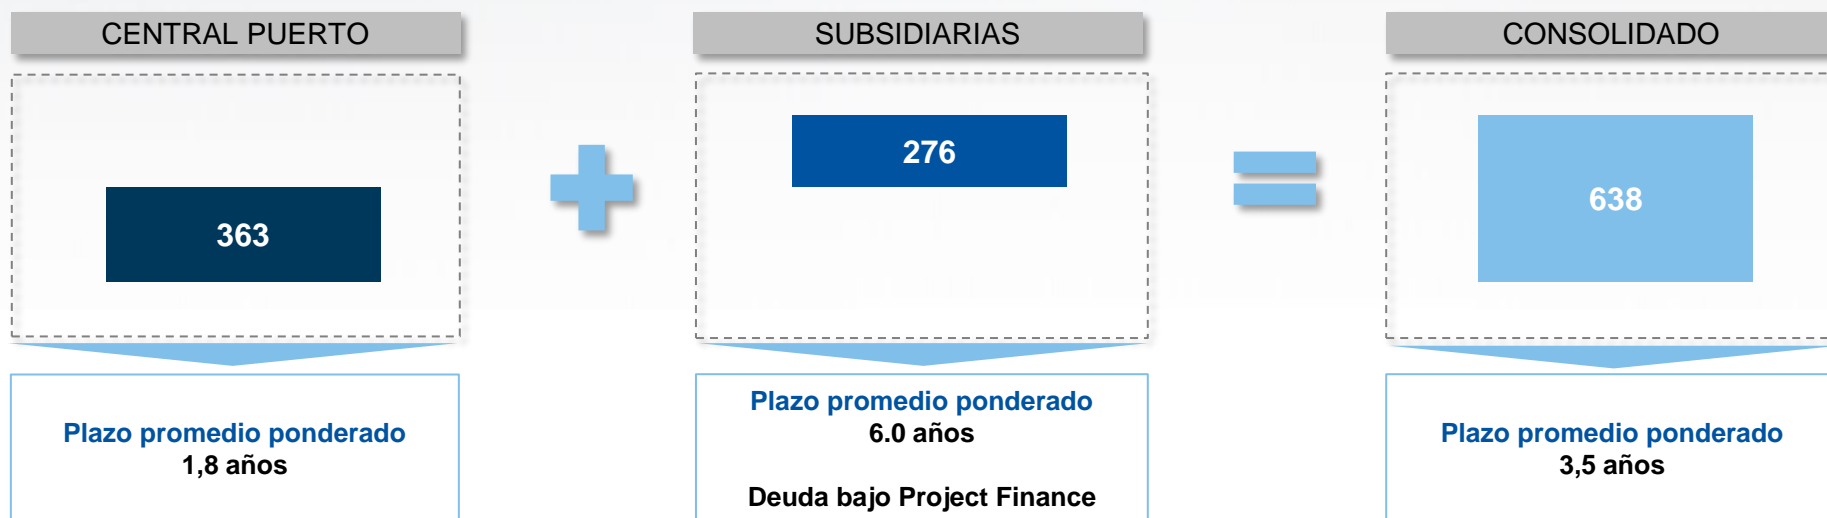 CENTRAL PUERTO
363
Plazo promedio ponderado
1,8 años
SUBSIDIARIAS
276
Plazo promedio ponderado
6.0 años
Deuda bajo Project Finance
CONSOLIDADO
638
Plazo promedio ponderado
3,5 años